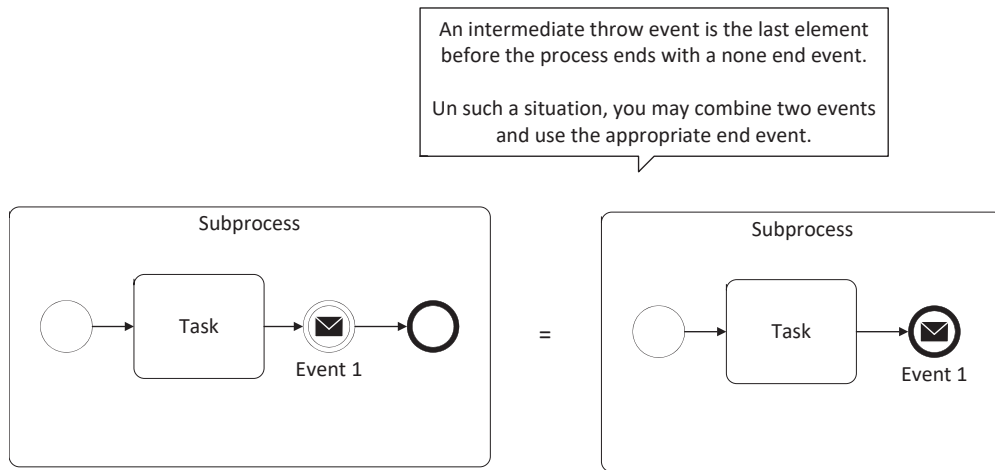 An intermediate throw event is the last element
before the process ends with a none end event.
Un such a situation, you may combine two events
and use the appropriate end event.
Subprocess
Task
Event 1
=
Subprocess
Task
Event 1